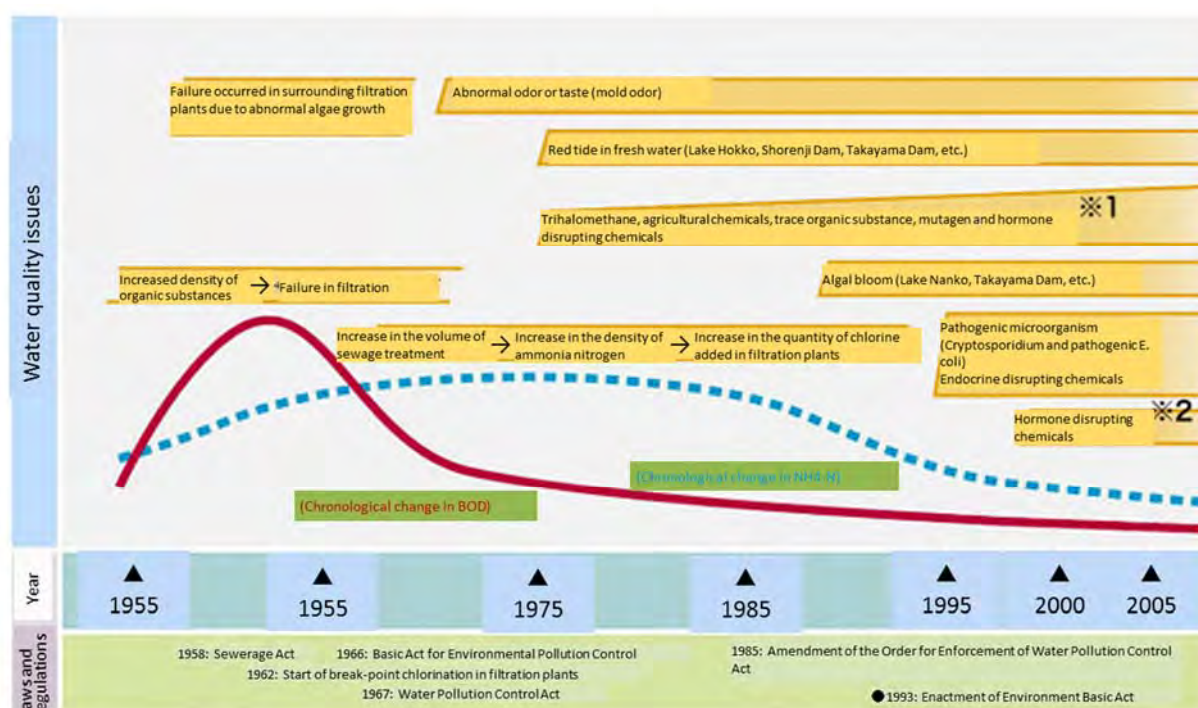 Water quality issues
Failure occurred in surrounding filtration
plants due to abnormal algae growth
Abnormal odor or taste (mold odor)
Red tide in fresh water (Lake Hokko, Shorenji Dam, Takayama Dam, etc.)
※1
Trihalomethane, agricultural chemicals, trace organic substance, mutagen and hormone
disrupting chemicals
Increased density of
organic substances
→
Failure in filtration
Algal bloom (Lake Nanko, Takayama Dam, etc.)
Increase in the volume of
sewage treatment
→
Increase in the density of
ammonia nitrogen
→
Increase in the quantity of chlorine
added in filtration plants
Pathogenic microorganism
(Cryptosporidium and pathogenic E.
coli)
Endocrine disrupting chemicals
※2
Hormone disrupting
chemicals
(Chronological change in NH4-N)
(Chronological change in BOD)
Year
▲ ▲ ▲ ▲ ▲ ▲ ▲
1955 1955 1975 1985 1995 2000 2005
aws and
egulations
1958: Sewerage Act
1966: Basic Act for Environmental Pollution Control
1962: Start of break-point chlorination in filtration plants
1967: Water Pollution Control Act
1985: Amendment of the Order for Enforcement of Water Pollution Control
Act
●1993: Enactment of Environment Basic Act